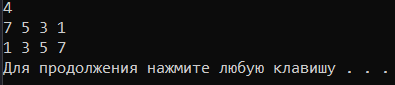 4
7 5 3 1
1 3 5 7
Для продолжения нажмите любую клавишу . . .